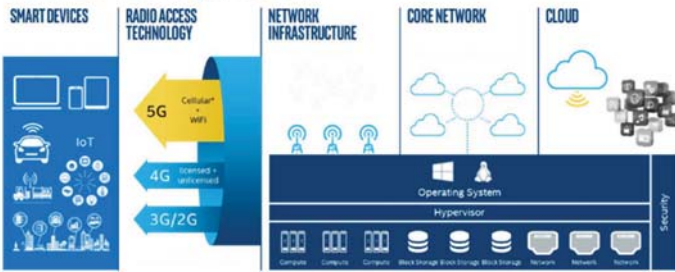 SMART DEVICES
RADIO ACCESS
TECHNOLOGY
NETWORK
INFRASTRUCTURE
CORE NETWORK
CLOUD
IoT
5G
Cellular*
+
WiFi
4G
licensed +
unlicensed
3G/2G
Operating System
Hypervisor
Compute Compute Compute Block Storage Block Storage Block Storage Network Network Network
Security